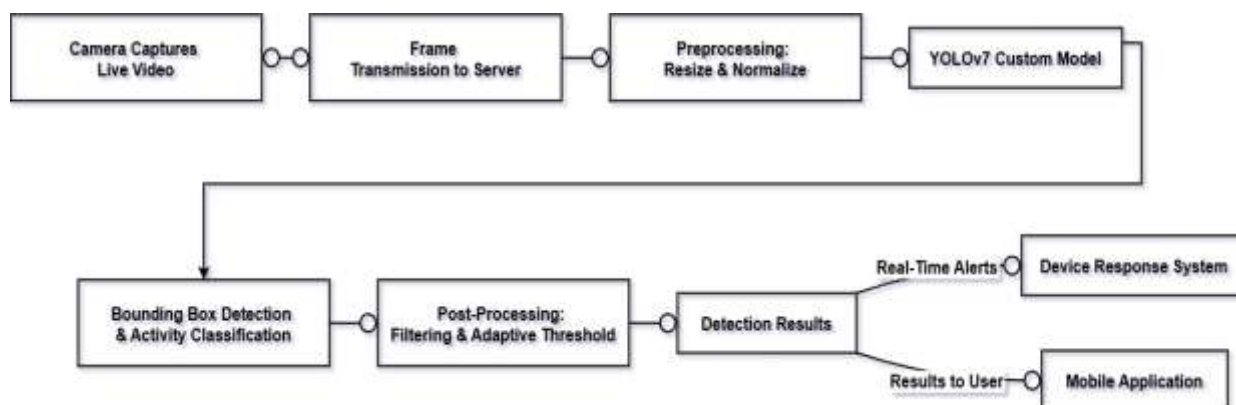 Camera Captures
Live Video
Frame
Transmission to Server
Preprocessing:
Resize & Normalize
YOLOv7 Custom Model
Bounding Box Detection
& Activity Classification
Post-Processing:
Filtering & Adaptive Threshold
Detection Results
Real-Time Alerts
Device Response System
Results to User
Mobile Application